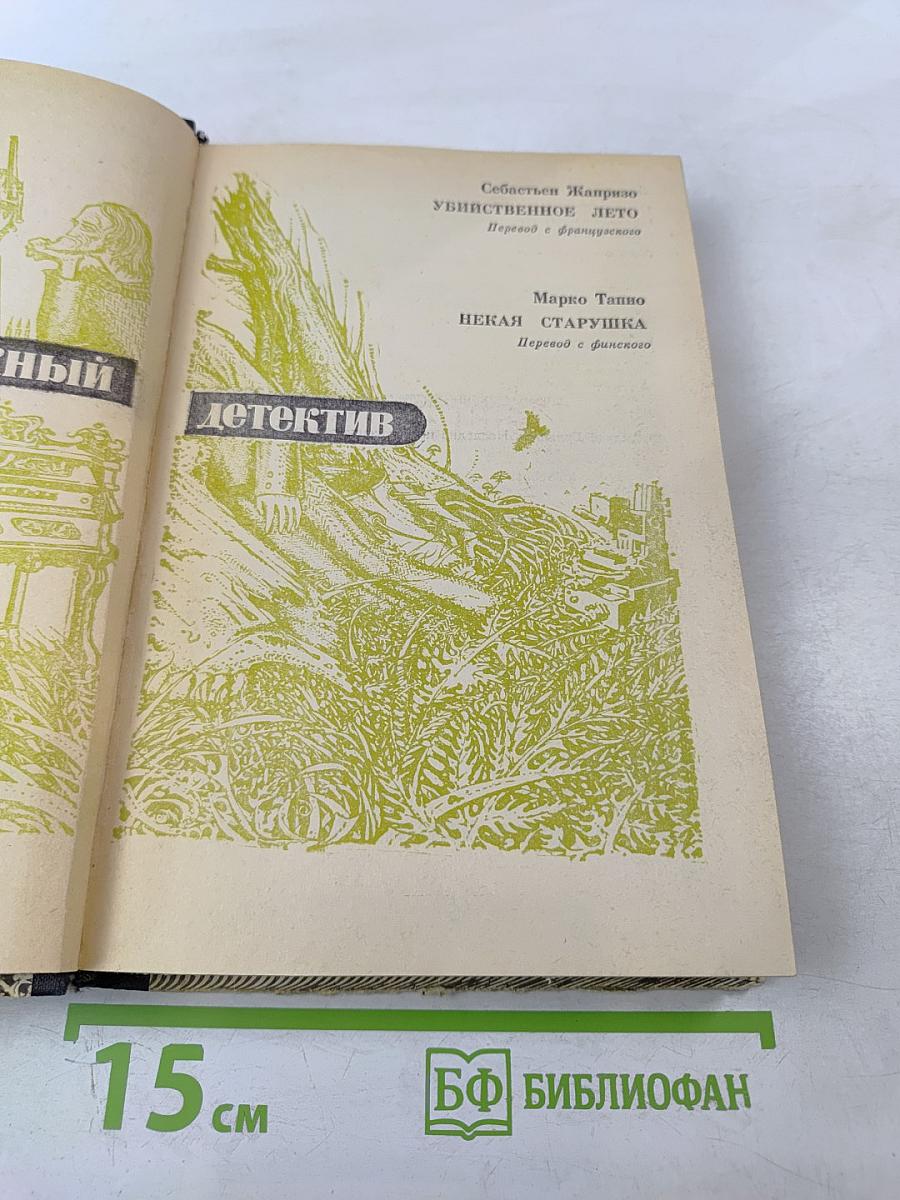 Себастьен Жапризо
УБИЙСТВЕННОЕ ЛЕТО
Перевод с французского
Марко Тапио
НЕКАЯ СТАРУШКА
Перевод с финского
ный
детектив
15 см
БФ БИБЛИОФАН